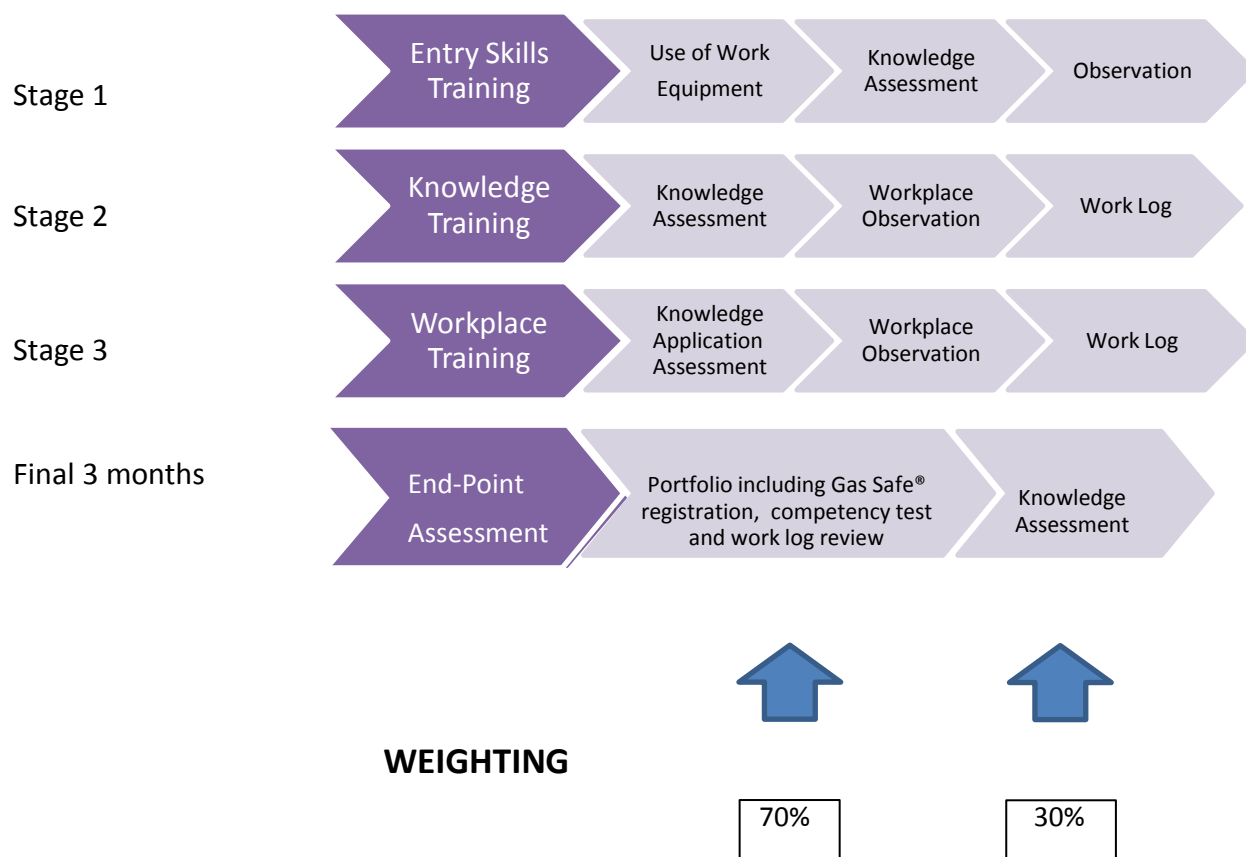 Stage 1
Entry Skills
Training
Use of Work
Equipment
Knowledge
Assessment
Observation
Stage 2
Knowledge
Training
Knowledge
Assessment
Workplace
Observation
Work Log
Stage 3
Workplace
Training
Knowledge
Application
Assessment
Workplace
Observation
Work Log
Final 3 months
End-Point
Assessment
Portfolio including Gas Safe®
registration, competency test
and work log review
Knowledge
Assessment
WEIGHTING
70%
30%